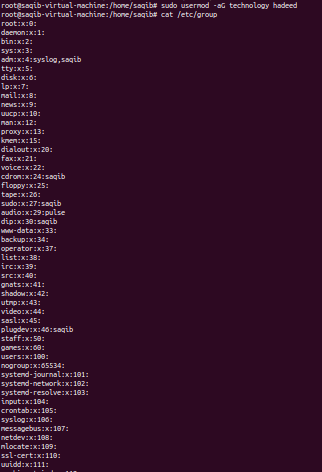 root@saqib-virtual-machine:/home/saqib# sudo usermod -aG technology hadeed
root@saqib-virtual-machine:/home/saqib# cat /etc/group
root:x:0:
daemon:x:1:
bin:x:2:
sys:x:3:
adm:x:4:syslog,saqib
tty:x:5:
disk:x:6:
lp:x:7:
mail:x:8:
news:x:9:
uucp:x:10:
man:x:12:
proxy:x:13:
kmem:x:15:
dialout:x:20:
fax:x:21:
voice:x:22:
cdrom:x:24:saqib
floppy:x:25:
tape:x:26:
sudo:x:27:saqib
audio:x:29:pulse
dip:x:30:saqib
www-data:x:33:
backup:x:34:
operator:x:37:
list:x:38:
irc:x:39:
src:x:40:
gnats:x:41:
shadow:x:42:
utmp:x:43:
video:x:44:
sasl:x:45:
plugdev:x:46:saqib
staff:x:50:
games:x:60:
users:x:100:
nogroup:x:65534:
systemd-journal:x:101:
systemd-network:x:102:
systemd-resolve:x:103:
input:x:104:
crontab:x:105:
syslog:x:106:
messagebus:x:107:
netdev:x:108:
mlocate:x:109:
ssl-cert:x:110:
uuidd:x:111: